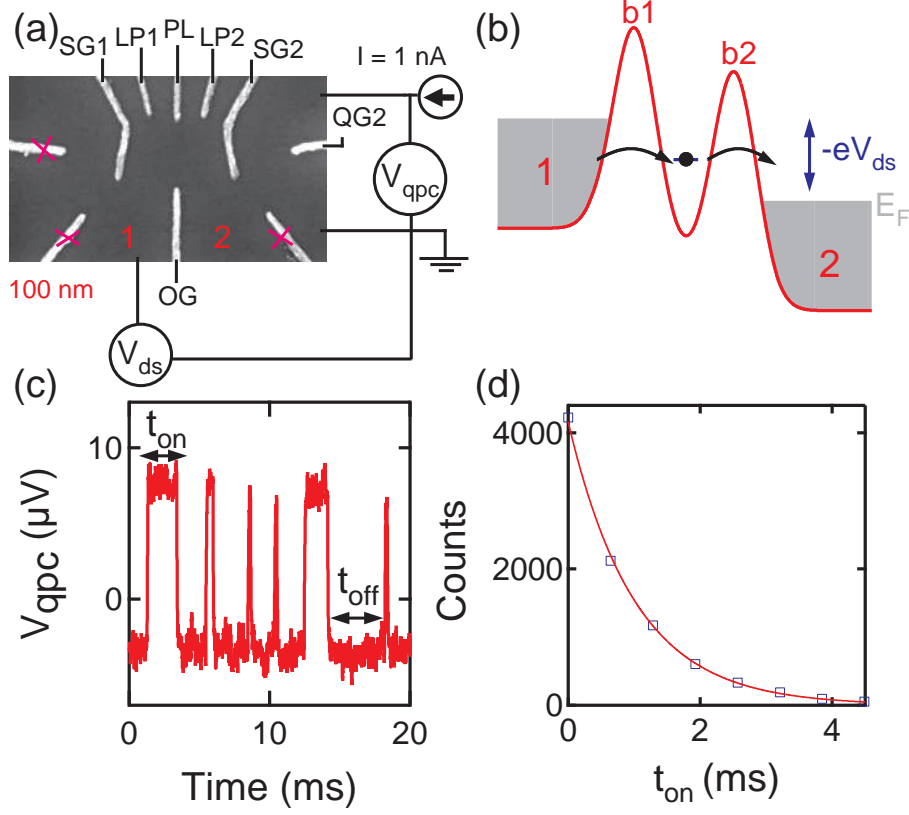 (a)
SG1
LP1
PL
LP2
SG2
I = 1 nA
QG2
V_qpc
1
2
100 nm
OG
V_ds
(b)
b1
b2
1
-eV_ds
E_F
2
(c)
t_on
10
0
V_qpc (μV)
t_off
0
10
20
Time (ms)
(d)
4000
2000
0
Counts
0
2
4
t_on (ms)